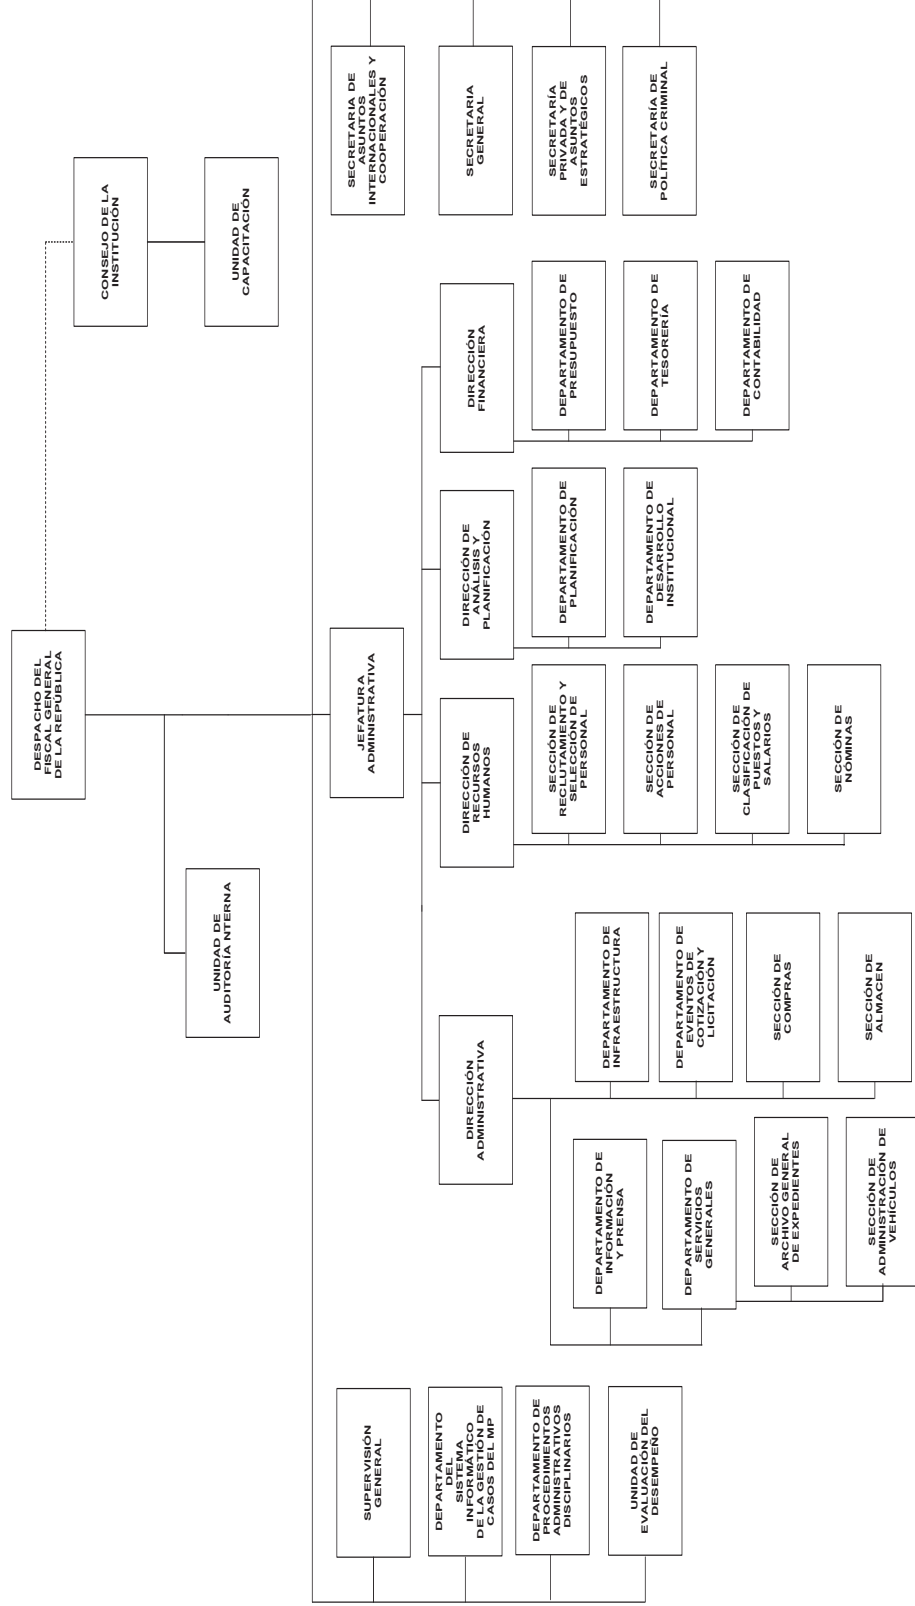 DESPACHO DEL
FISCAL GENERAL
DE LA REPÚBLICA
CONSEJO DE LA
INSTITUCIÓN
UNIDAD DE
CAPACITACIÓN
UNIDAD DE
AUDITORÍA NTERNA
SUPERVISIÓN
GENERAL
DEPARTAMENTO
DEL
SISTEMA
INFORMÁTICO
DE LA GESTIÓN DE
CASOS DEL MP
DEPARTAMENTO DE
PROCEDIMIENTOS
ADMINISTRATIVOS
DISCIPLINARIOS
UNIDAD DE
EVALUACIÓN DEL
DESEMPEÑO
JEFATURA
ADMINISTRATIVA
DIRECCIÓN
ADMINISTRATIVA
DEPARTAMENTO DE
INFORMACIÓN
Y PRENSA
DEPARTAMENTO DE
SERVICIOS
GENERALES
SECCIÓN DE
ARCHIVO GENERAL
DE EXPEDIENTES
SECCIÓN DE
ADMINISTRACIÓN DE
VEHÍCULOS
DEPARTAMENTO DE
INFRAESTRUCTURA
DEPARTAMENTO DE
EVENTOS DE
COTIZACIÓN Y
LICITACIÓN
SECCIÓN DE
COMPRAS
SECCIÓN DE
ALMACEN
DIRECCIÓN DE
RECURSOS
HUMANOS
SECCIÓN DE
RECLUTAMIENTO Y
SELECCIÓN DE
PERSONAL
SECCIÓN DE
ACCIONES DE
PERSONAL
SECCIÓN DE
CLASIFICACIÓN DE
PUESTOS Y
SALARIOS
SECCIÓN DE
NÓMINAS
DIRECCIÓN DE
ANÁLISIS Y
PLANIFICACIÓN
DEPARTAMENTO DE
PLANIFICACIÓN
DEPARTAMENTO DE
DESARROLLO
INSTITUCIONAL
DIRECCIÓN
FINANCIERA
DEPARTAMENTO DE
PRESUPUESTO
DEPARTAMENTO DE
TESORERÍA
DEPARTAMENTO DE
CONTABILIDAD
SECRETARIA DE
ASUNTOS
INTERNACIONALES Y
COOPERACIÓN
SECRETARIA
GENERAL
SECRETARÍA
PRIVADA Y DE
ASUNTOS
ESTRATÉGICOS
SECRETARÍA DE
POLÍTICA CRIMINAL